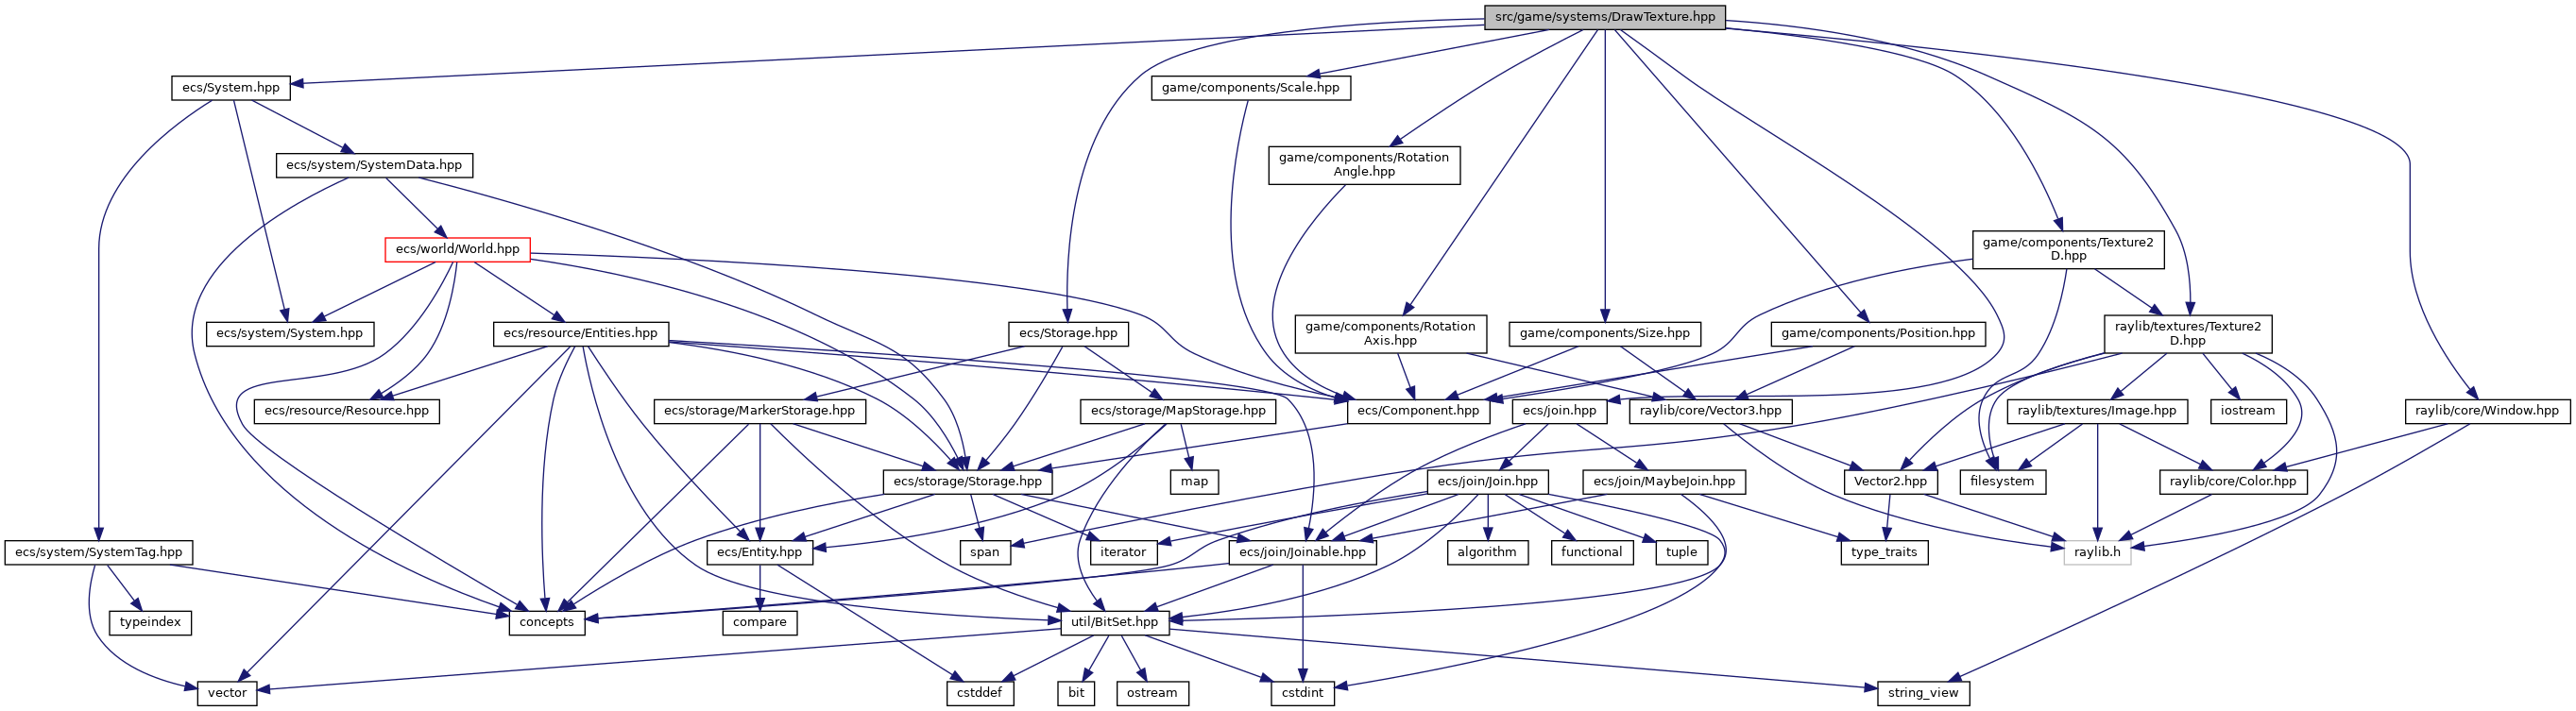 src/game/systems/DrawTexture.hpp
ecs/System.hpp
game/components/Scale.hpp
ecs/system/SystemData.hpp
game/components/Rotation
Angle.hpp
ecs/world/World.hpp
game/components/Texture2
D.hpp
ecs/system/System.hpp
ecs/resource/Entities.hpp
ecs/Storage.hpp
game/components/Rotation
Axis.hpp
game/components/Size.hpp
game/components/Position.hpp
raylib/textures/Texture2
D.hpp
ecs/resource/Resource.hpp
ecs/storage/MarkerStorage.hpp
ecs/storage/MapStorage.hpp
ecs/Component.hpp
ecs/join.hpp
raylib/core/Vector3.hpp
raylib/textures/Image.hpp
iostream
raylib/core/Window.hpp
ecs/storage/Storage.hpp
map
ecs/join/Join.hpp
ecs/join/MaybeJoin.hpp
Vector2.hpp
filesystem
raylib/core/Color.hpp
ecs/system/SystemTag.hpp
ecs/Entity.hpp
span
iterator
ecs/join/Joinable.hpp
algorithm
functional
tuple
type_traits
raylib.h
typeindex
concepts
compare
util/BitSet.hpp
vector
cstddef
bit
ostream
cstdint
string_view